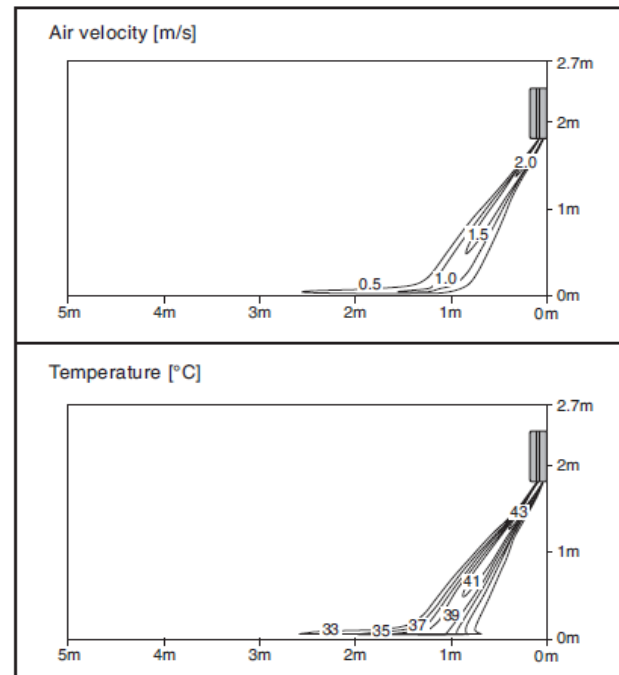 Air velocity [m/s]
2.7m
2m
2.0
1m
1.5
0.5
1.0
0m
5m 4m 3m 2m 1m 0m
Temperature [°C]
2.7m
2m
43
1m
41
39
37
33 35
0m
5m 4m 3m 2m 1m 0m